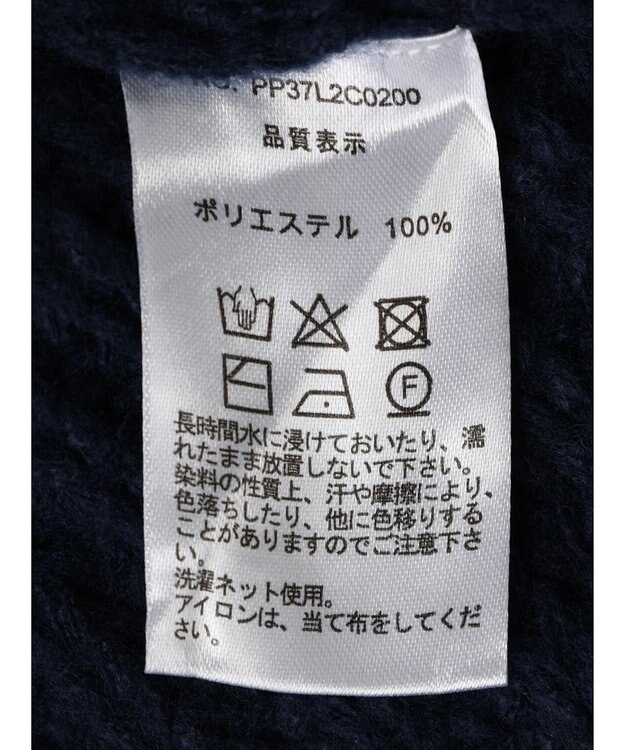 PP37L2C0200
品質表示
ポリエステル 100%
F
長時間水に浸けておいたり、濡
れたまま放置しないで下さい。
染料の性質上、汗や摩擦により、
色落ちしたり、他に色移りする
ことがありますのでご注意下さ
い。
洗濯ネット使用。
アイロンは、当て布をしてくだ
さい。